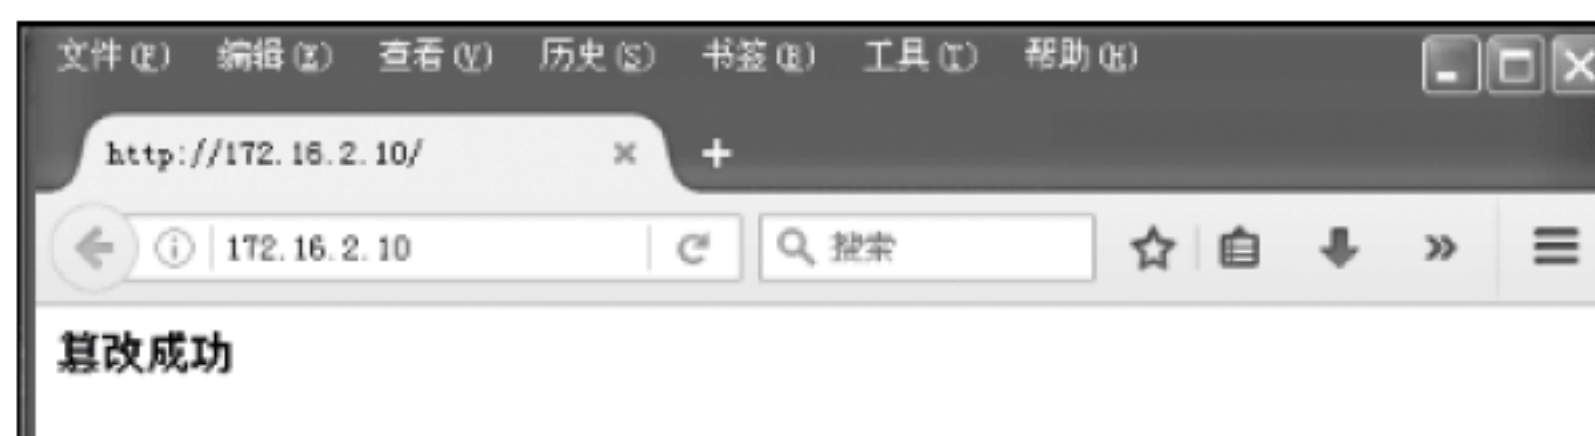 文件(F) 编辑(E) 查看(V) 历史(S) 书签(B) 工具(T) 帮助(H)
http://172.16.2.10/
172.16.2.10 搜索
篡改成功